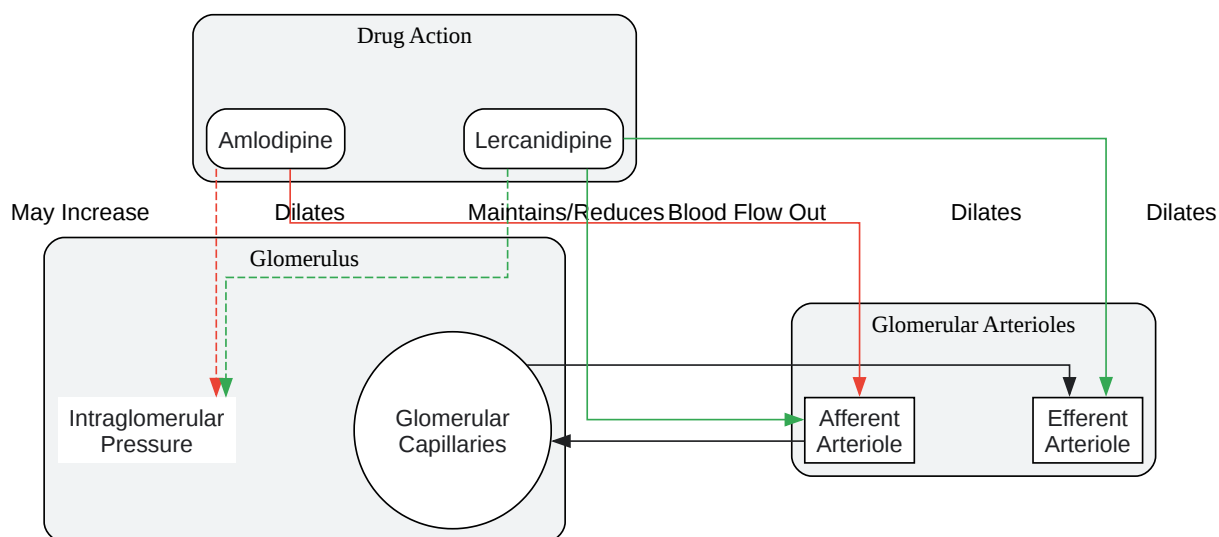 Drug Action
Amlodipine
Lercanidipine
May Increase
Dilates
Maintains/Reduces
Blood Flow Out
Dilates
Dilates
Glomerulus
Glomerular Arterioles
Intraglomerular
Pressure
Glomerular
Capillaries
Afferent
Arteriole
Efferent
Arteriole